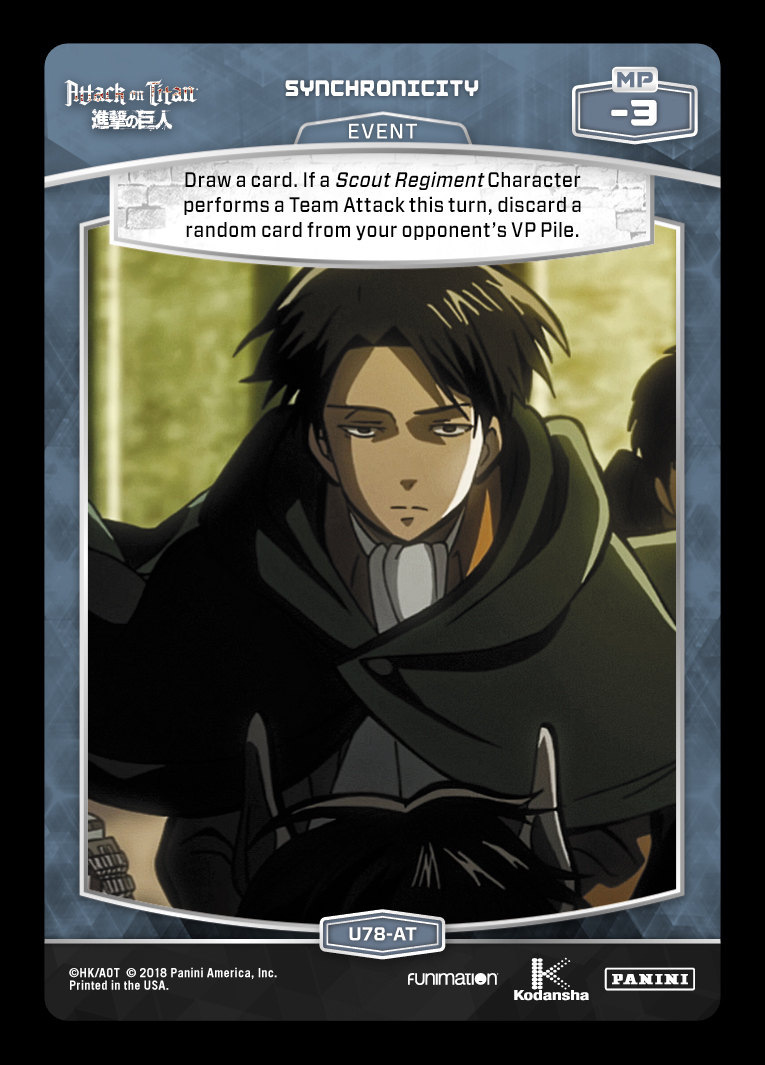 Attack on Titan
進撃の巨人
SYNCHRONICITY
EVENT
MP
-3
Draw a card. If a Scout Regiment Character
performs a Team Attack this turn, discard a
random card from your opponent’s VP Pile.
U78-AT
©HK/AOT © 2018 Panini America, Inc.
Printed in the USA.
FUNIMATION
Kodansha
PANINI